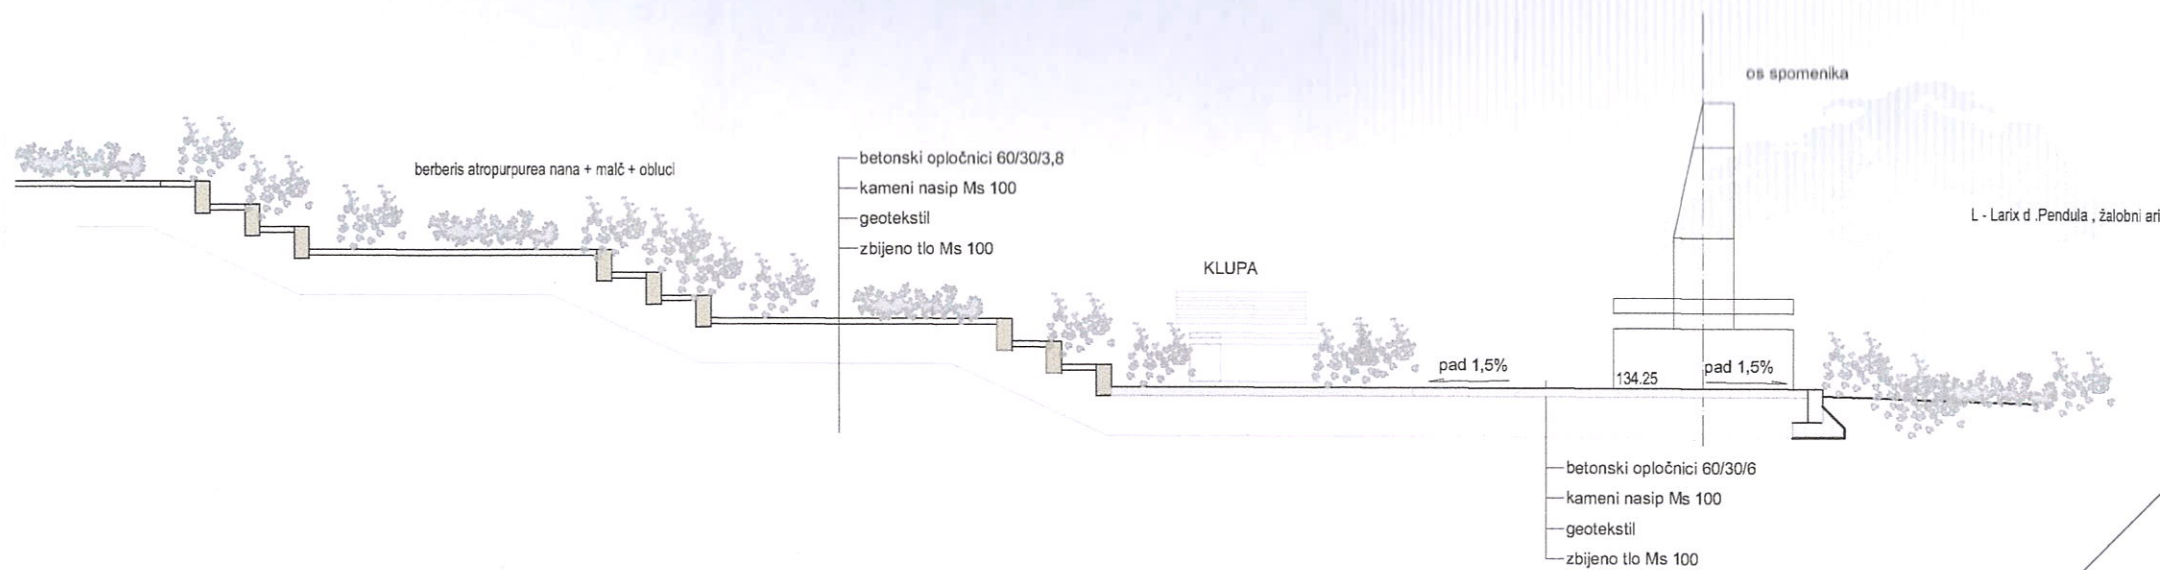 os spomenika
berberis atropurpurea nana + malč + obluci
betonski opločnici 60/30/3,8
kameni nasip Ms 100
geotekstil
zbijeno tlo Ms 100
L - Larix d .Pendula , žalobni ari
KLUPA
pad 1,5%
134.25
pad 1,5%
betonski opločnici 60/30/6
kameni nasip Ms 100
geotekstil
zbijeno tlo Ms 100